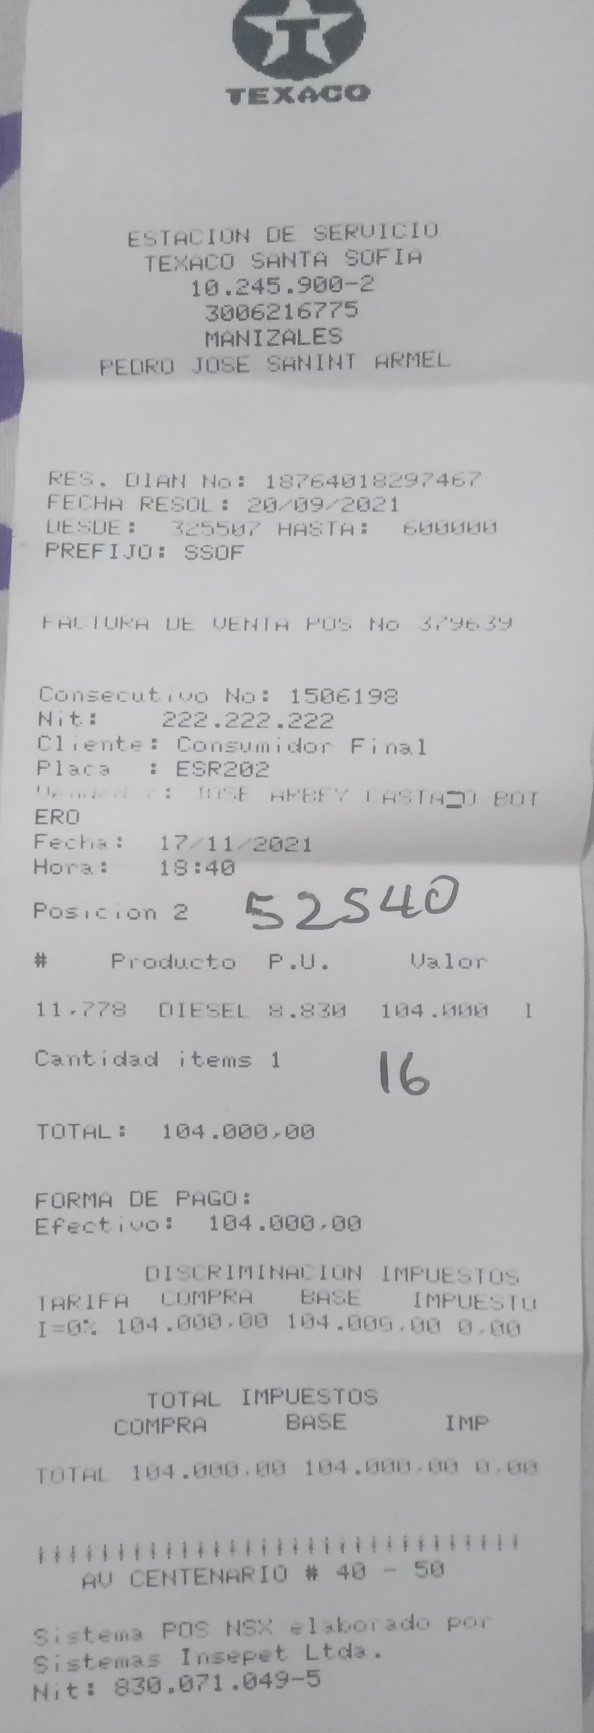 T
TEXACO
ESTACION DE SERVICIO
TEXACO SANTA SOFIA
10.245.900-2
3006216775
MANIZALES
PEDRO JOSE SANINT ARMEL
RES. DIAN No: 18764018297467
FECHA RESOL: 20/09/2021
DESDE: 325507 HASTA: 600000
PREFIJO: SSOF
FACTURA DE VENTA POS No 379639
Consecutivo No: 1506198
Nit: 222.222.222
Cliente: Consumidor Final
Placa : ESR202
Vendedor: JOSE ARBEY CASTA O BOT
ERO
Fecha: 17/11/2021
Hora: 18:40
Posicion 2 52540
# Producto P.U. Valor
11,778 DIESEL 8.830 104.000 I
Cantidad items 1
16
TOTAL: 104.000,00
FORMA DE PAGO:
Efectivo: 104.000,00
DISCRIMINACION IMPUESTOS
TARIFA COMPRA BASE IMPUESTO
I=0% 104.000,00 104.000,00 0.00
TOTAL IMPUESTOS
COMPRA BASE IMP
TOTAL 104.000,00 104.000,00 0.00
AV CENTENARIO # 40 - 50
Sistema POS NSX elaborado por
Sistemas Insepet Ltda.
Nit: 830.071.049-5